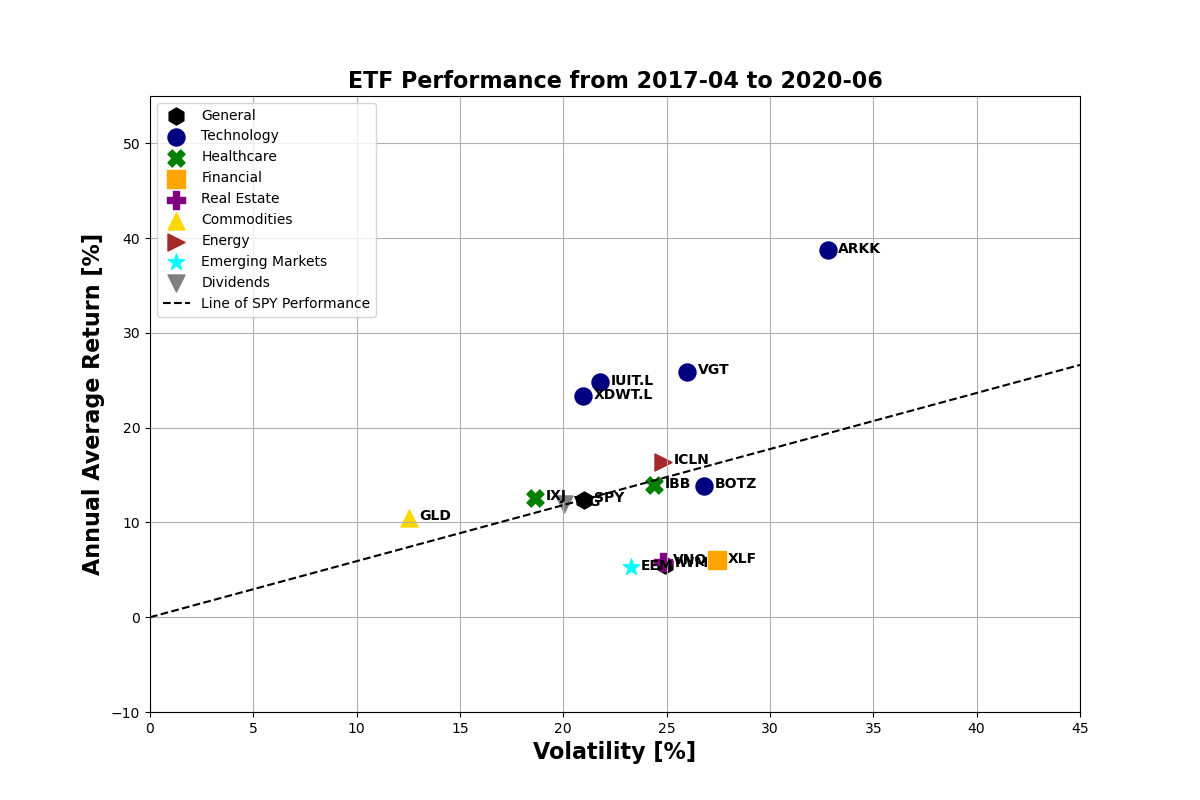 ETF Performance from 2017-04 to 2020-06
General
Technology
Healthcare
Financial
Real Estate
Commodities
Energy
Emerging Markets
Dividends
Line of SPY Performance
Annual Average Return [%]
50
40
30
20
10
0
−10
ARKK
VGT
IUIT.L
XDWT.L
ICLN
IBB
BOTZ
IXJ
SPY
GLD
VNQ
IWM
XLF
EEM
0
5
10
15
20
25
30
35
40
45
Volatility [%]